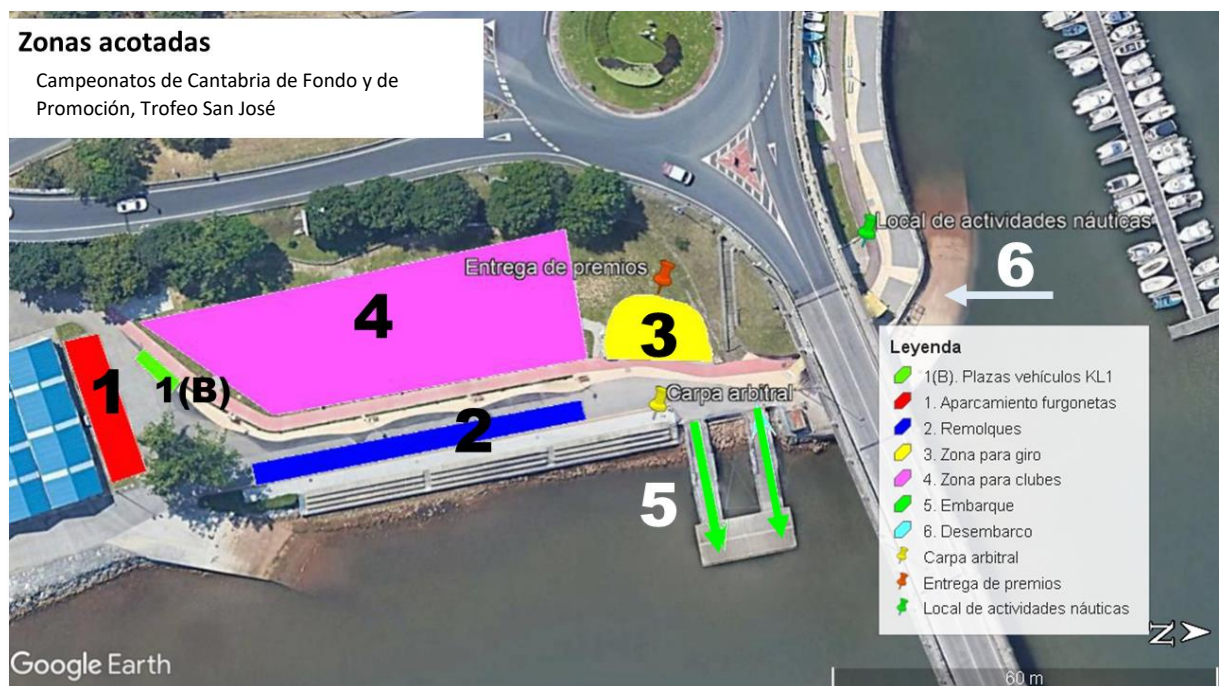 Zonas acotadas
Campeonatos de Cantabria de Fondo y de
Promoción, Trofeo San José
Local de actividades náuticas
6
Entrega de premios
4
3
1
1(B)
Carpa arbitral
2
5
Leyenda
1(B). Plazas vehículos KL1
1. Aparcamiento furgonetas
2. Remolques
3. Zona para giro
4. Zona para clubes
5. Embarque
6. Desembarco
Carpa arbitral
Entrega de premios
Local de actividades náuticas
N
Google Earth
60 m